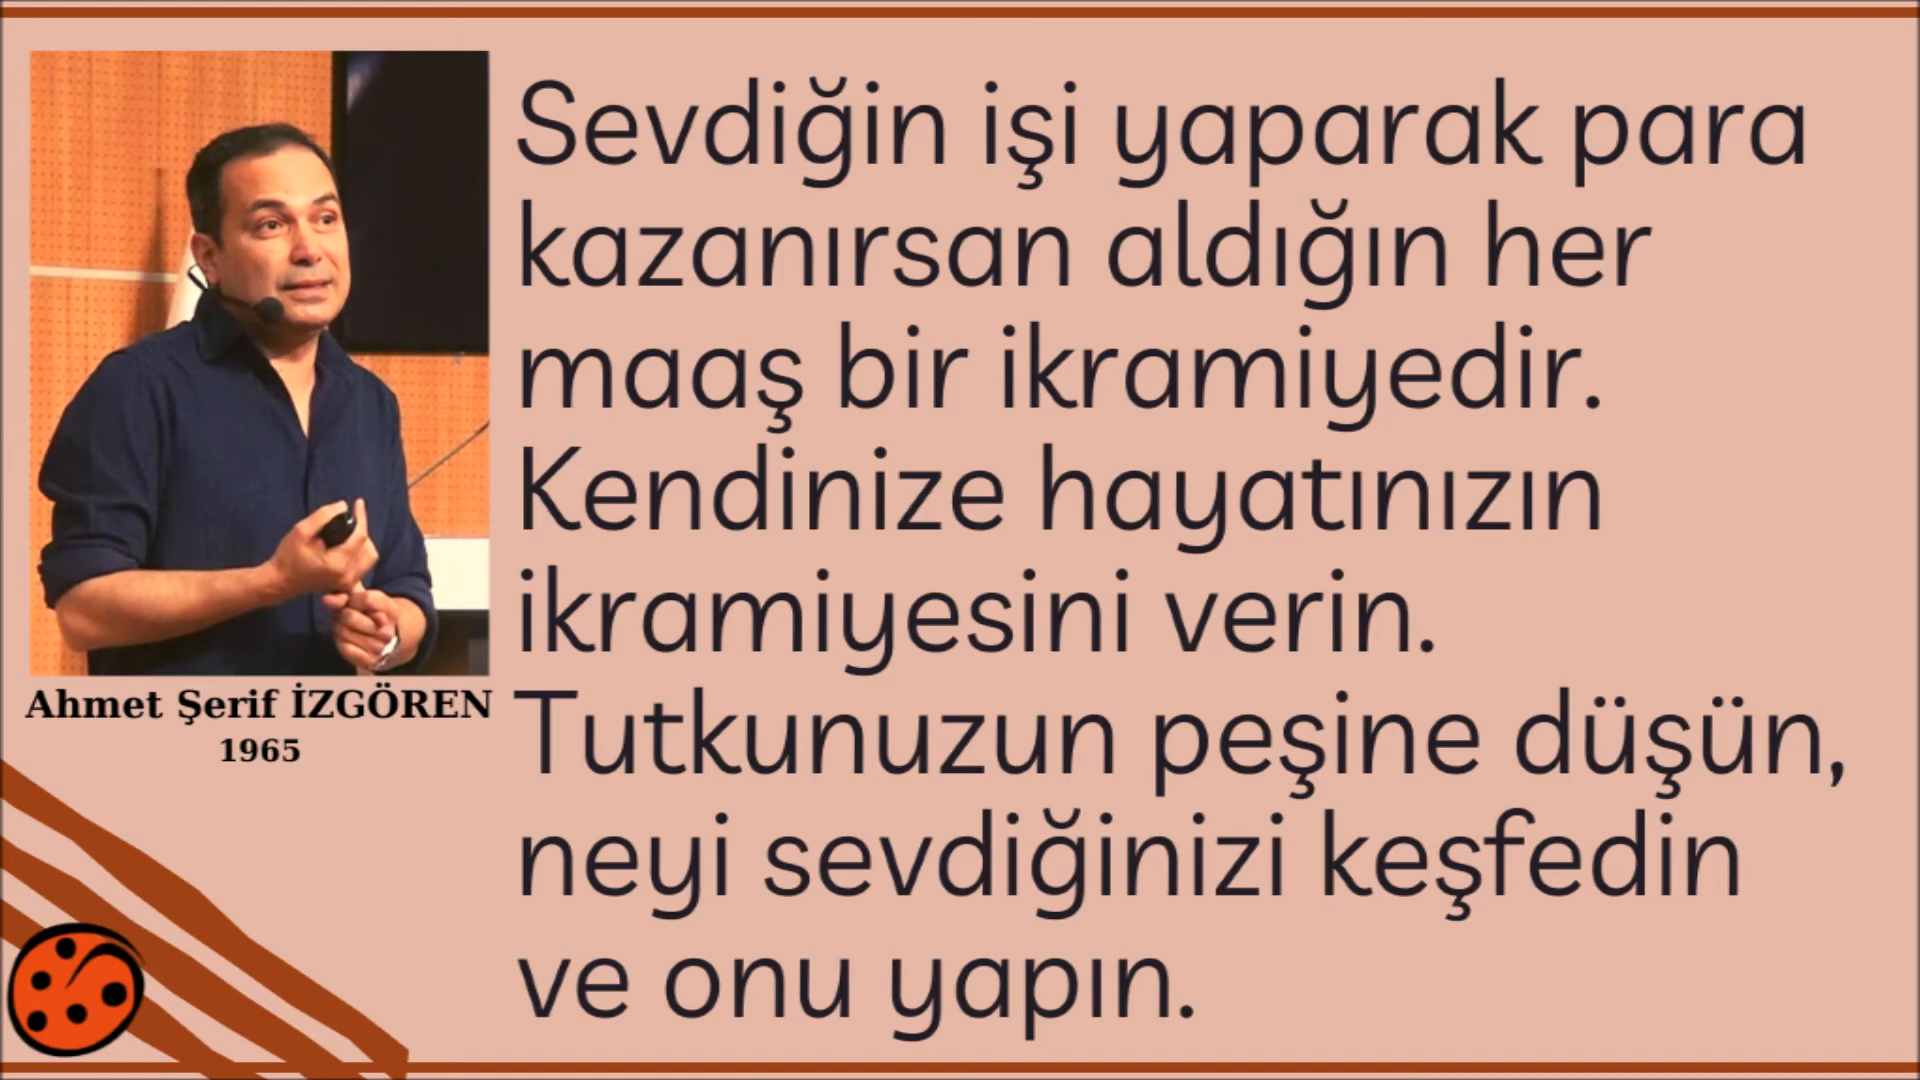 Sevdiğin işi yaparak para
kazanırsan aldığın her
maaş bir ikramiyedir.
Kendinize hayatınızın
ikramiyesini verin.
Tutkunuzun peşine düşün,
neyi sevdiğinizi keşfedin
ve onu yapın.
Ahmet Şerif İZGÖREN
1965